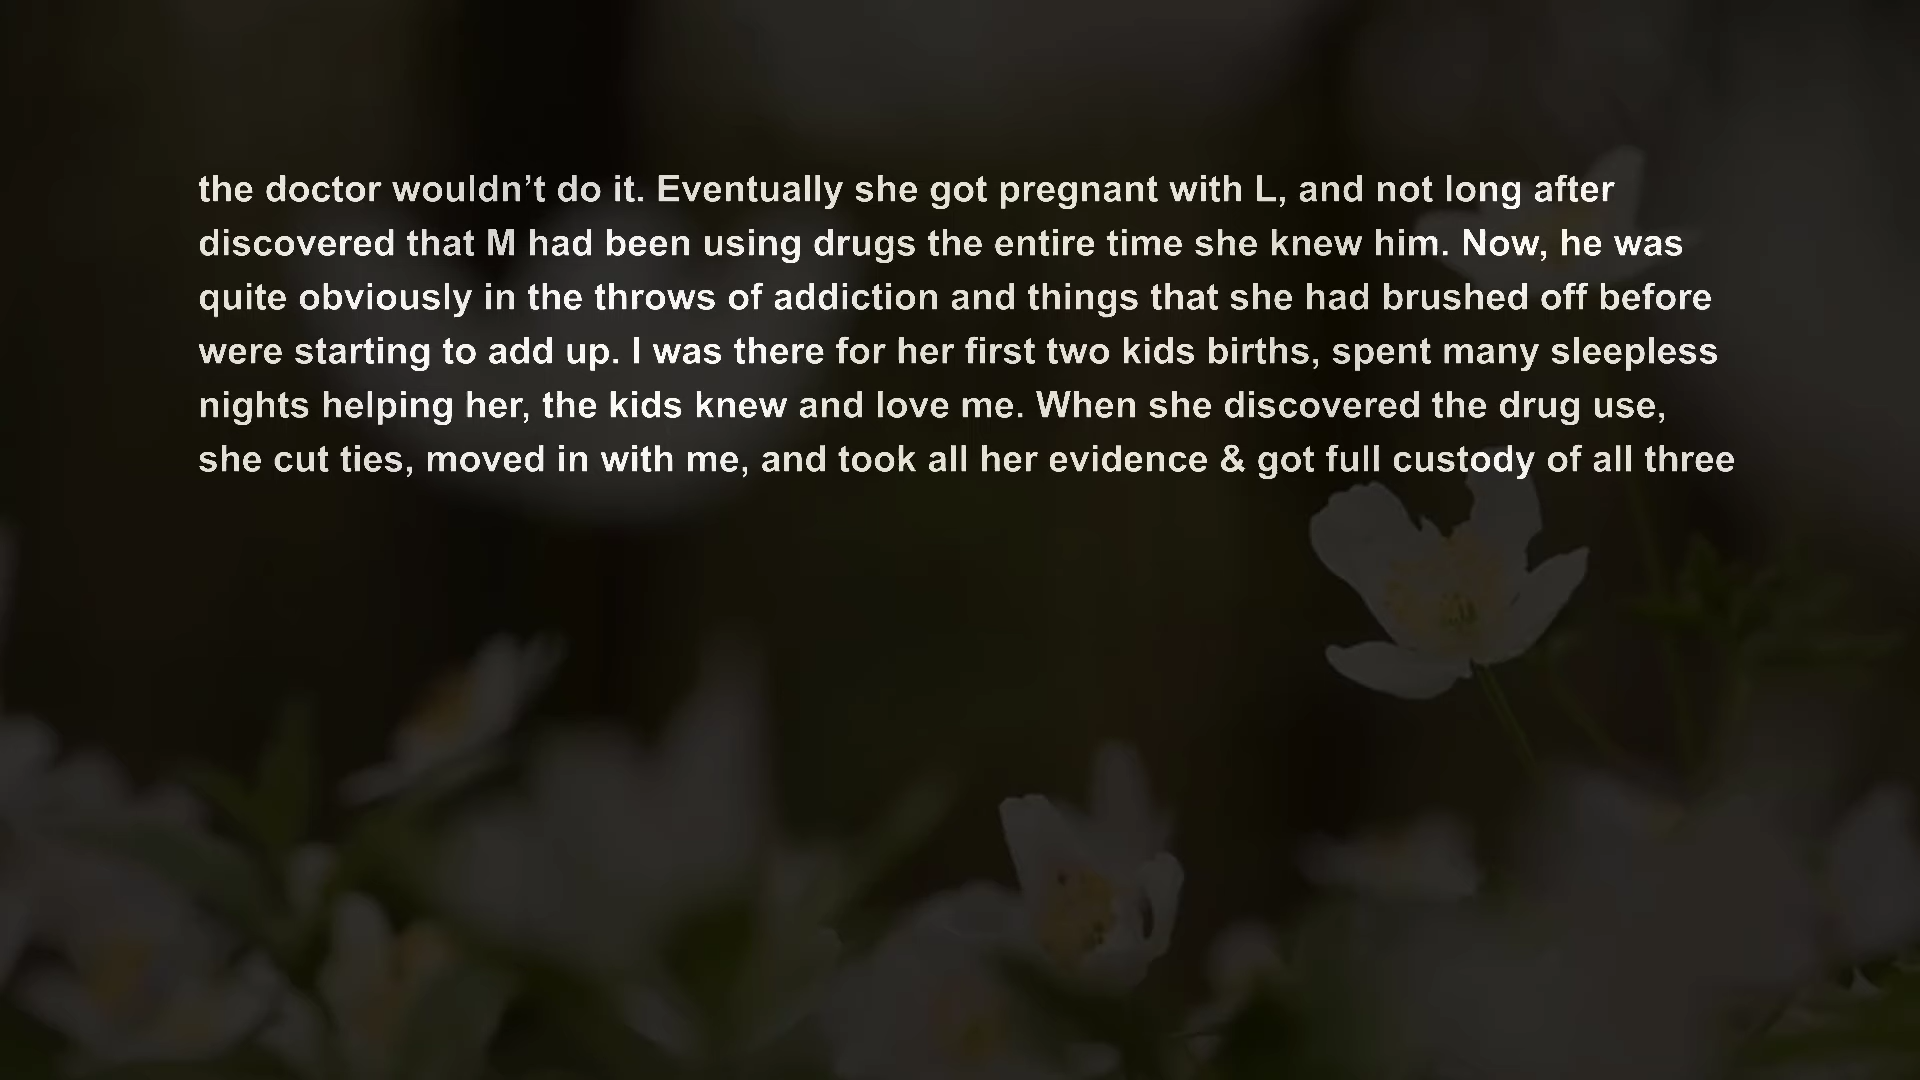 the doctor wouldn’t do it. Eventually she got pregnant with L, and not long after
discovered that M had been using drugs the entire time she knew him. Now, he was
quite obviously in the throws of addiction and things that she had brushed off before
were starting to add up. I was there for her first two kids births, spent many sleepless
nights helping her, the kids knew and love me. When she discovered the drug use,
she cut ties, moved in with me, and took all her evidence & got full custody of all three